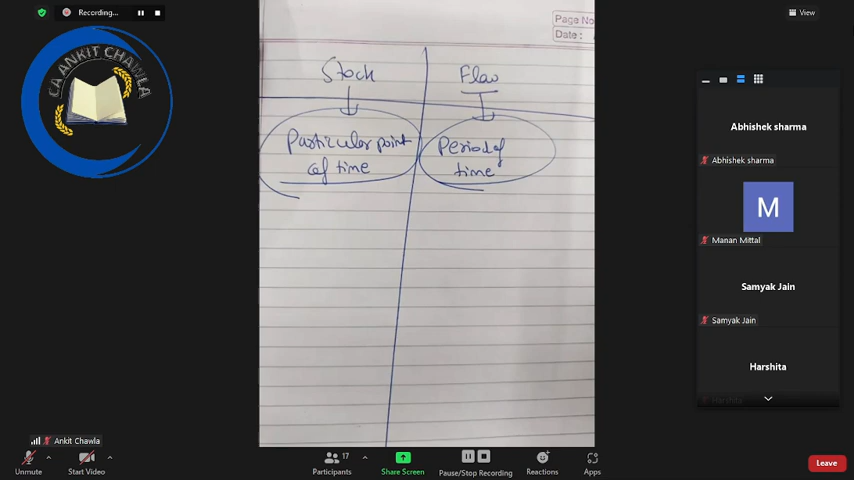 Recording...
View
CA ANKIT CHAWLA
Page No
Date :
Stock
Flow
Particular point
of time
Period of
time
Abhishek sharma
Abhishek sharma
M
Manan Mittal
Samyak Jain
Samyak Jain
Harshita
Harshita
Ankit Chawla
Unmute
Start Video
17
Participants
Share Screen
Pause/Stop Recording
Reactions
Apps
Leave